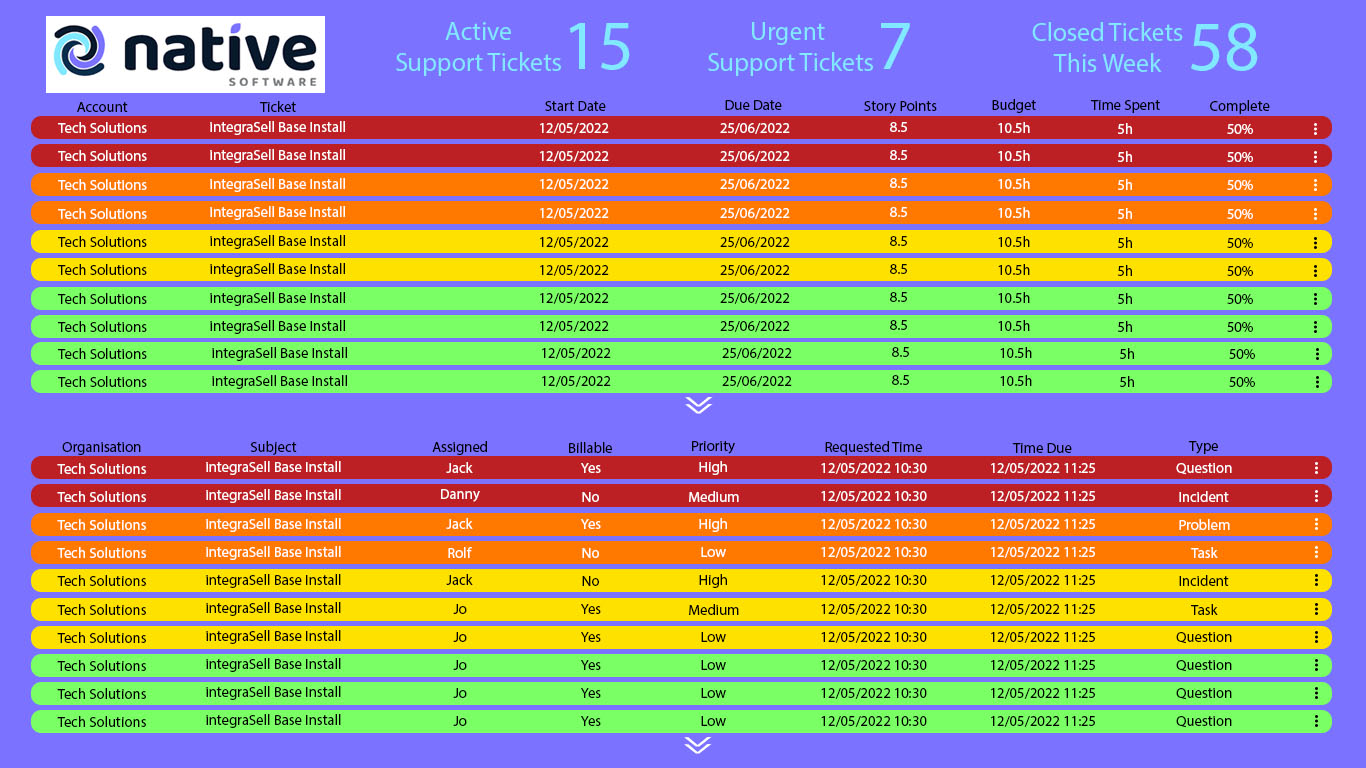 native
SOFTWARE
Active
Support Tickets 15
Urgent
Support Tickets 7
Closed Tickets
This Week 58
Account Ticket Start Date Due Date Story Points Budget Time Spent Complete
Tech Solutions IntegraSell Base Install 12/05/2022 25/06/2022 8.5 10.5h 5h 50%
Tech Solutions IntegraSell Base Install 12/05/2022 25/06/2022 8.5 10.5h 5h 50%
Tech Solutions IntegraSell Base Install 12/05/2022 25/06/2022 8.5 10.5h 5h 50%
Tech Solutions IntegraSell Base Install 12/05/2022 25/06/2022 8.5 10.5h 5h 50%
Tech Solutions IntegraSell Base Install 12/05/2022 25/06/2022 8.5 10.5h 5h 50%
Tech Solutions IntegraSell Base Install 12/05/2022 25/06/2022 8.5 10.5h 5h 50%
Tech Solutions IntegraSell Base Install 12/05/2022 25/06/2022 8.5 10.5h 5h 50%
Tech Solutions IntegraSell Base Install 12/05/2022 25/06/2022 8.5 10.5h 5h 50%
Tech Solutions IntegraSell Base Install 12/05/2022 25/06/2022 8.5 10.5h 5h 50%
Tech Solutions IntegraSell Base Install 12/05/2022 25/06/2022 8.5 10.5h 5h 50%
Organisation Subject Assigned Billable Priority Requested Time Time Due Type
Tech Solutions IntegraSell Base Install Jack Yes High 12/05/2022 10:30 12/05/2022 11:25 Question
Tech Solutions IntegraSell Base Install Danny No Medium 12/05/2022 10:30 12/05/2022 11:25 Incident
Tech Solutions IntegraSell Base Install Jack Yes High 12/05/2022 10:30 12/05/2022 11:25 Problem
Tech Solutions IntegraSell Base Install Rolf No Low 12/05/2022 10:30 12/05/2022 11:25 Task
Tech Solutions IntegraSell Base Install Jack No High 12/05/2022 10:30 12/05/2022 11:25 Incident
Tech Solutions IntegraSell Base Install Jo Yes Medium 12/05/2022 10:30 12/05/2022 11:25 Task
Tech Solutions IntegraSell Base Install Jo Yes Low 12/05/2022 10:30 12/05/2022 11:25 Question
Tech Solutions IntegraSell Base Install Jo Yes Low 12/05/2022 10:30 12/05/2022 11:25 Question
Tech Solutions IntegraSell Base Install Jo Yes Low 12/05/2022 10:30 12/05/2022 11:25 Question
Tech Solutions IntegraSell Base Install Jo Yes Low 12/05/2022 10:30 12/05/2022 11:25 Question